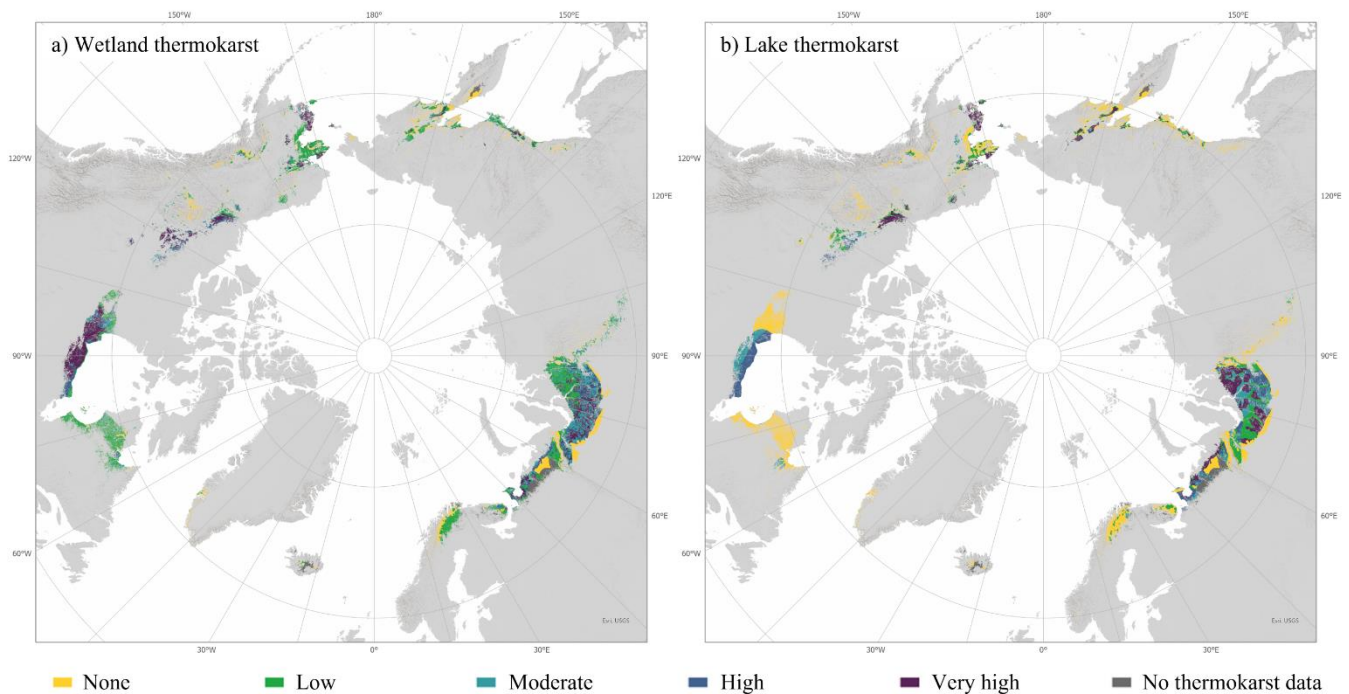 150°W 180° 150°E
a) Wetland thermokarst
120°W
120°E
90°W
90°E
60°W
60°E
30°W 0° 30°E
Esri, USGS
150°W 180° 150°E
b) Lake thermokarst
120°W
120°E
90°W
90°E
60°W
60°E
30°W 0° 30°E
Esri, USGS
None Low Moderate High Very high No thermokarst data